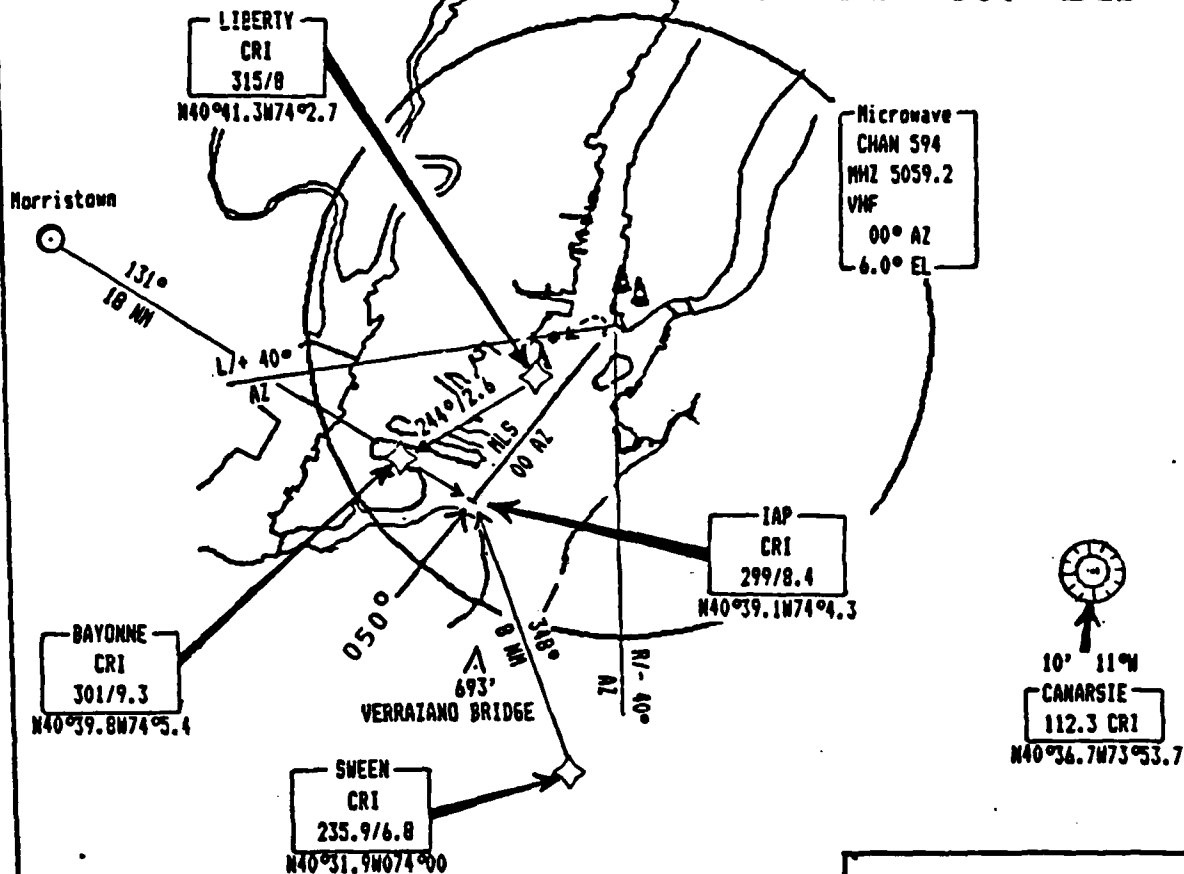 LIBERTY
CRI
315/8
N40°41.3W74°2.7
Microwave
CHAN 594
MHZ 5059.2
VHF
00° AZ
6.0° EL
Morristown
131°
18 NM
L/+ 40°
AZ
244°/2.6
MLS
00 AZ
IAP
CRI
299/8.4
N40°39.1W74°4.3
050°
BAYONNE
CRI
301/9.3
N40°39.8W74°5.4
348°
8 NM
R/- 40°
AZ
693'
VERRAIANO BRIDGE
10' 11°W
CANARSIE
112.3 CRI
N40°36.7W73°53.7
SWEEN
CRI
235.9/6.8
N40°31.9W074°00